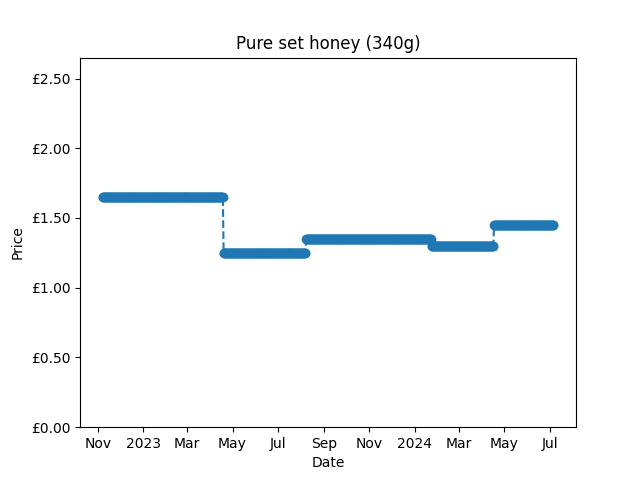 Pure set honey (340g)
£2.50
£2.00
£1.50
£1.00
£0.50
£0.00
Price
Nov 2023 Mar May Jul Sep Nov 2024 Mar May Jul
Date